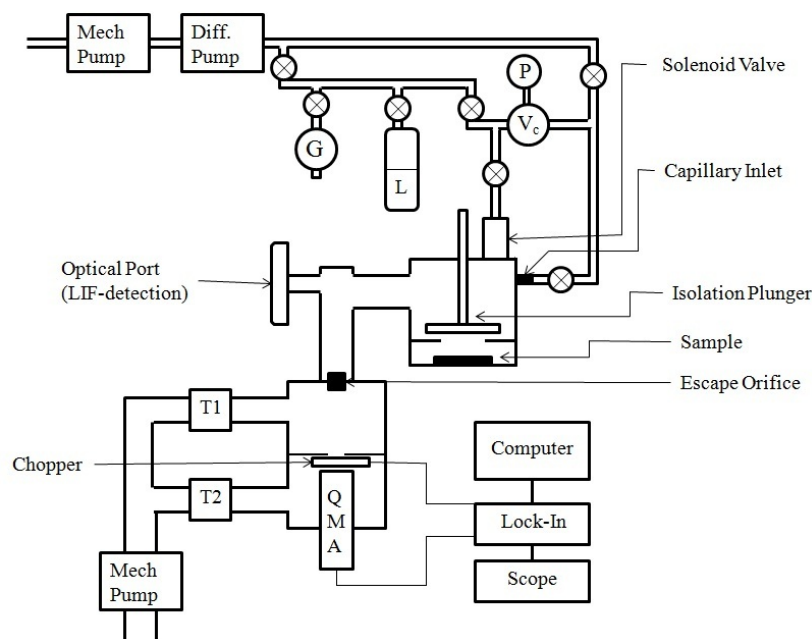 Mech
Pump
Diff.
Pump
P
Solenoid Valve
Vc
G
L
Capillary Inlet
Optical Port
(LIF-detection)
Isolation Plunger
Sample
Escape Orifice
T1
Chopper
Computer
T2
Q
M
A
Lock-In
Mech
Pump
Scope